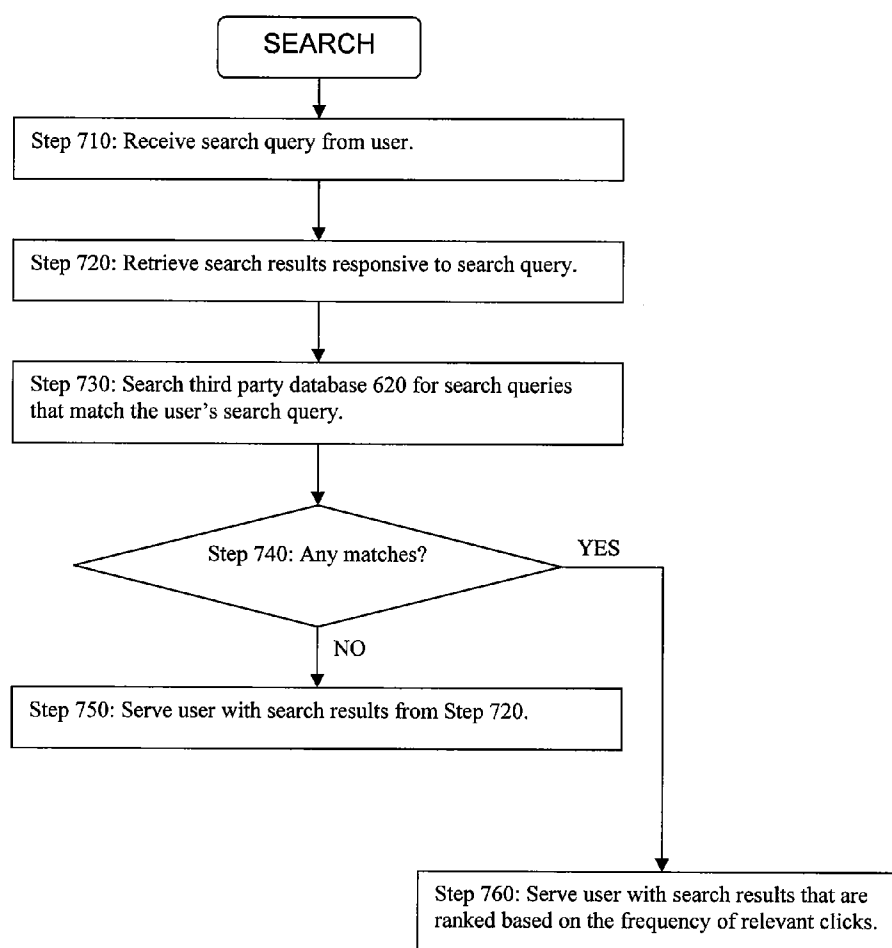 SEARCH
Step 710: Receive search query from user.
Step 720: Retrieve search results responsive to search query.
Step 730: Search third party database 620 for search queries
that match the user's search query.
Step 740: Any matches?
YES
NO
Step 750: Serve user with search results from Step 720.
Step 760: Serve user with search results that are
ranked based on the frequency of relevant clicks.